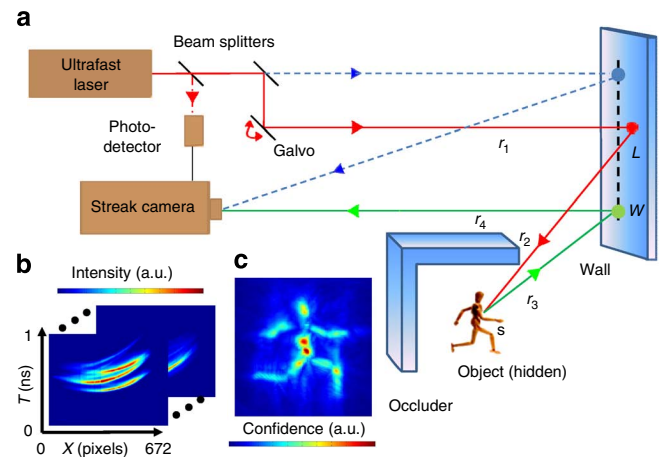 a
Beam splitters
Ultrafast
laser
Photo-
detector
Galvo
r1
L
Streak camera
r4
W
r2
Wall
b
Intensity (a.u.)
c
r3
s
1
T (ns)
Object (hidden)
Occluder
0
0
X (pixels)
672
Confidence (a.u.)